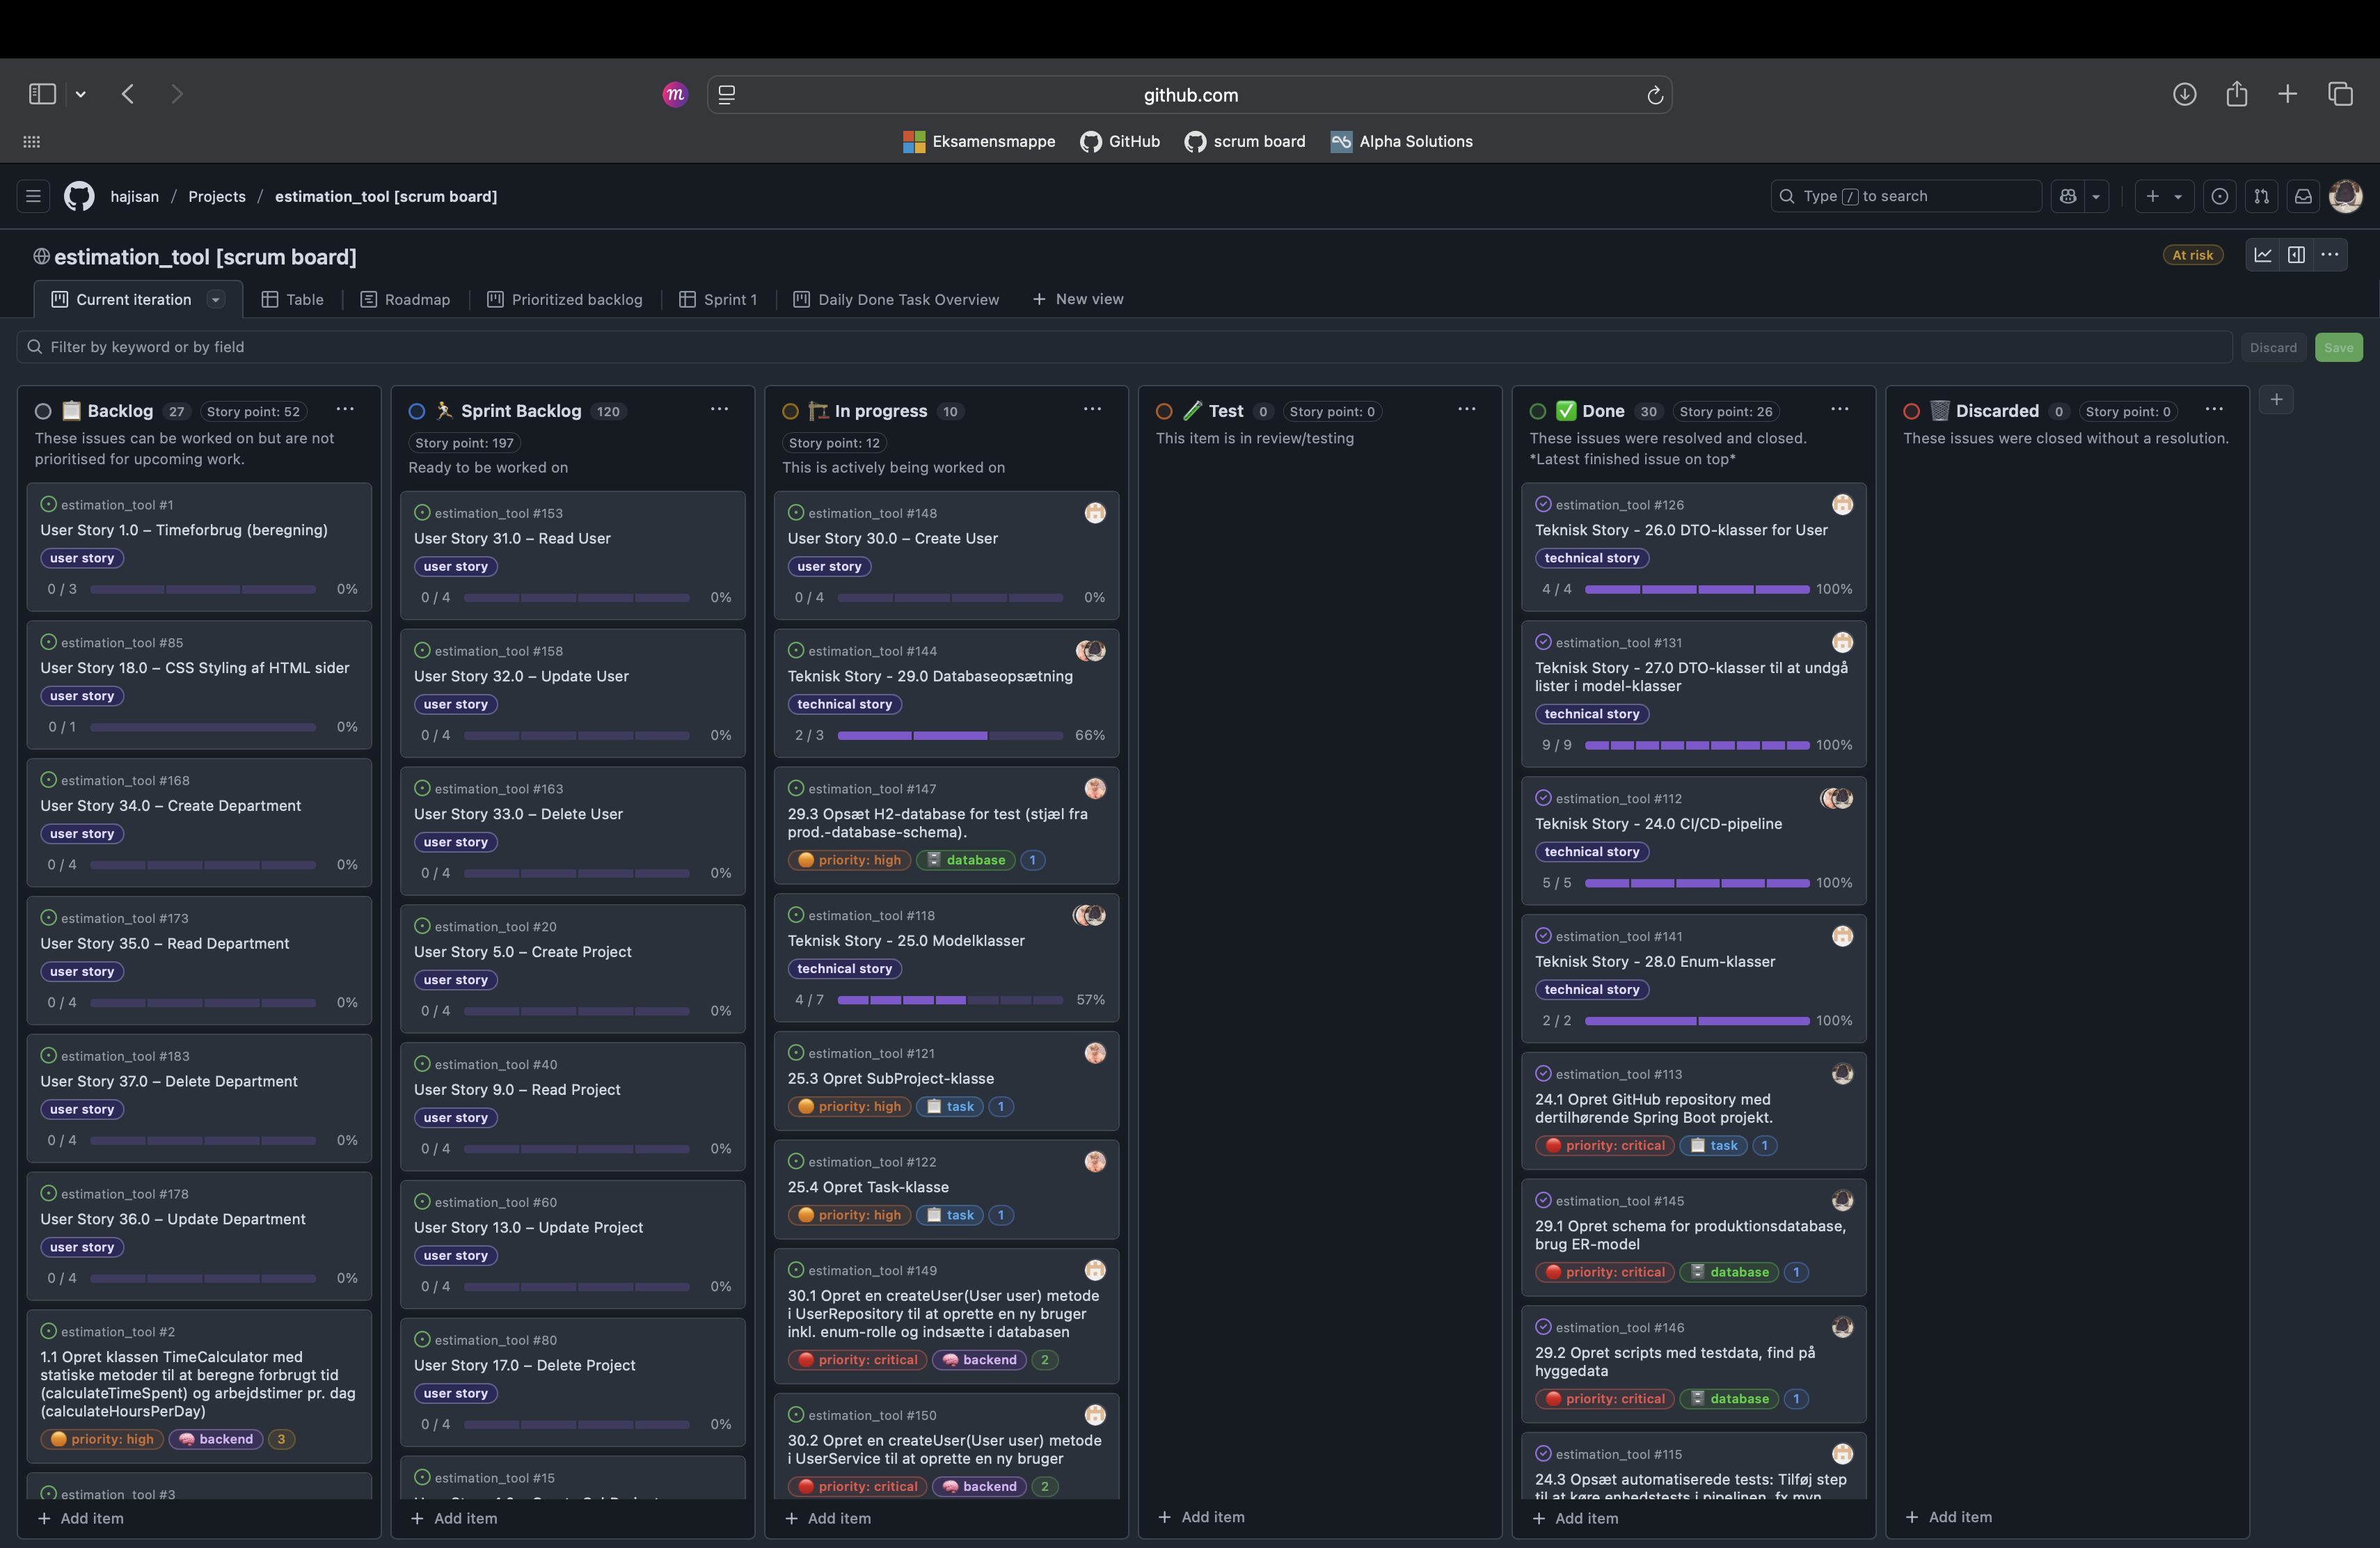 github.com
Eksamensmappe
GitHub
scrum board
Alpha Solutions
hajisan / Projects / estimation_tool [scrum board]
Type / to search
estimation_tool [scrum board]
At risk
Current iteration
Table
Roadmap
Prioritized backlog
Sprint 1
Daily Done Task Overview
+ New view
Filter by keyword or by field
Discard
Save
Backlog 27 Story point: 52
These issues can be worked on but are not
prioritised for upcoming work.
estimation_tool #1
User Story 1.0 – Timeforbrug (beregning)
user story
0 / 3 0%
estimation_tool #85
User Story 18.0 – CSS Styling af HTML sider
user story
0 / 1 0%
estimation_tool #168
User Story 34.0 – Create Department
user story
0 / 4 0%
estimation_tool #173
User Story 35.0 – Read Department
user story
0 / 4 0%
estimation_tool #183
User Story 37.0 – Delete Department
user story
0 / 4 0%
estimation_tool #178
User Story 36.0 – Update Department
user story
0 / 4 0%
estimation_tool #2
1.1 Opret klassen TimeCalculator med
statiske metoder til at beregne forbrugt tid
(calculateTimeSpent) og arbejdstimer pr. dag
(calculateHoursPerDay)
priority: high backend 3
estimation_tool #3
+ Add item
Sprint Backlog 120
Story point: 197
Ready to be worked on
estimation_tool #153
User Story 31.0 – Read User
user story
0 / 4 0%
estimation_tool #158
User Story 32.0 – Update User
user story
0 / 4 0%
estimation_tool #163
User Story 33.0 – Delete User
user story
0 / 4 0%
estimation_tool #20
User Story 5.0 – Create Project
user story
0 / 4 0%
estimation_tool #40
User Story 9.0 – Read Project
user story
0 / 4 0%
estimation_tool #60
User Story 13.0 – Update Project
user story
0 / 4 0%
estimation_tool #80
User Story 17.0 – Delete Project
user story
0 / 4 0%
estimation_tool #15
+ Add item
In progress 10
Story point: 12
This is actively being worked on
estimation_tool #148
User Story 30.0 – Create User
user story
0 / 4 0%
estimation_tool #144
Teknisk Story - 29.0 Databaseopsætning
technical story
2 / 3 66%
estimation_tool #147
29.3 Opsæt H2-database for test (stjæl fra
prod.-database-schema).
priority: high database 1
estimation_tool #118
Teknisk Story - 25.0 Modelklasser
technical story
4 / 7 57%
estimation_tool #121
25.3 Opret SubProject-klasse
priority: high task 1
estimation_tool #122
25.4 Opret Task-klasse
priority: high task 1
estimation_tool #149
30.1 Opret en createUser(User user) metode
i UserRepository til at oprette en ny bruger
inkl. enum-rolle og indsætte i databasen
priority: critical backend 2
estimation_tool #150
30.2 Opret en createUser(User user) metode
i UserService til at oprette en ny bruger
priority: critical backend 2
+ Add item
Test 0 Story point: 0
This item is in review/testing
+ Add item
Done 30 Story point: 26
These issues were resolved and closed.
*Latest finished issue on top*
estimation_tool #126
Teknisk Story - 26.0 DTO-klasser for User
technical story
4 / 4 100%
estimation_tool #131
Teknisk Story - 27.0 DTO-klasser til at undgå
lister i model-klasser
technical story
9 / 9 100%
estimation_tool #112
Teknisk Story - 24.0 CI/CD-pipeline
technical story
5 / 5 100%
estimation_tool #141
Teknisk Story - 28.0 Enum-klasser
technical story
2 / 2 100%
estimation_tool #113
24.1 Opret GitHub repository med
dertilhørende Spring Boot projekt.
priority: critical task 1
estimation_tool #145
29.1 Opret schema for produktionsdatabase,
brug ER-model
priority: critical database 1
estimation_tool #146
29.2 Opret scripts med testdata, find på
hyggedata
priority: critical database 1
estimation_tool #115
24.3 Opsæt automatiserede tests: Tilføj step
til at køre enhedstests i pipelinen, fx
+ Add item
Discarded 0 Story point: 0
These issues were closed without a resolution.
+ Add item